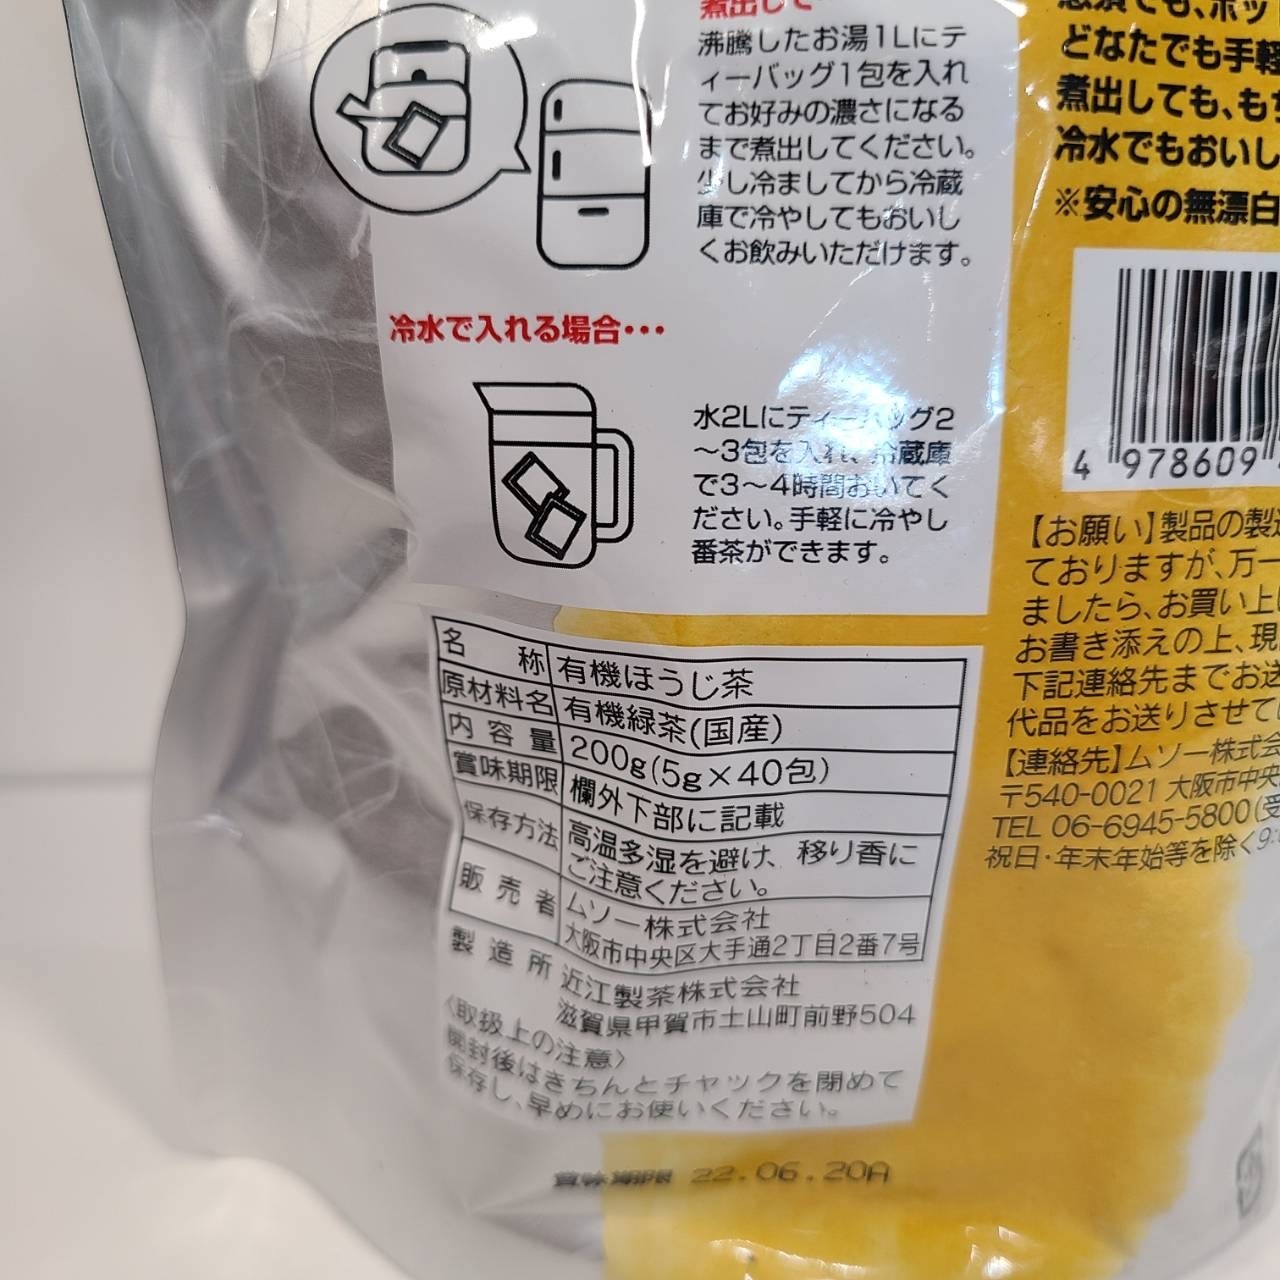 煮出して
沸騰したお湯1Lにテ
ィーバッグ1包を入れ
てお好みの濃さになる
まで煮出してください。
少し冷ましてから冷蔵
庫で冷やしてもおいし
くお飲みいただけます。
冷水で入れる場合･･･
水2Lにティーバッグ2
～3包を入れ、冷蔵庫
で3～4時間おいてく
ださい。手軽に冷やし
番茶ができます。
名称 有機ほうじ茶
原材料名 有機緑茶(国産)
内容量 200g(5g×40包)
賞味期限 欄外下部に記載
保存方法 高温多湿を避け、移り香に
ご注意ください。
販売者 ムソー株式会社
大阪市中央区大手通2丁目2番7号
製造所 近江製茶株式会社
滋賀県甲賀市土山町前野504
〈取扱上の注意〉
開封後はきちんとチャックを閉めて
保存し、早めにお使いください。
賞味期限 22.06.20A
急須でも、ポッ
どなたでも手軽
煮出しても、も
冷水でもおいし
※安心の無漂白
4 978609
【お願い】製品の製造
ておりますが、万一
ましたら、お買い上
お書き添えの上、現
下記連絡先までお送
代品をお送りさせて
【連絡先】ムソー株式会
〒540-0021 大阪市中央
TEL 06-6945-5800(受
祝日・年末年始等を除く9: